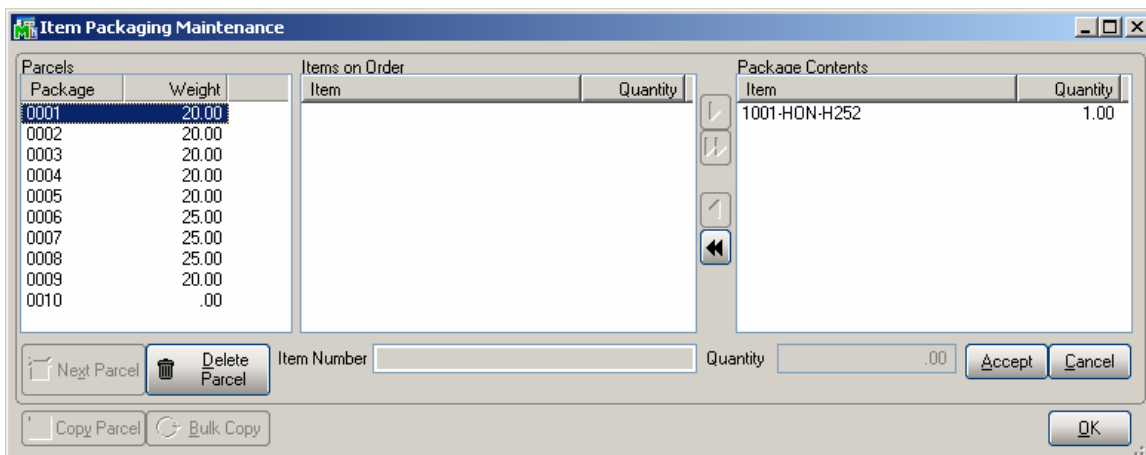 Item Packaging Maintenance
Parcels
Package Weight
0001 20.00
0002 20.00
0003 20.00
0004 20.00
0005 20.00
0006 25.00
0007 25.00
0008 25.00
0009 20.00
0010 .00
Items on Order
Item Quantity
Package Contents
Item Quantity
1001-HON-H252 1.00
Next Parcel
Delete
Parcel
Item Number
Quantity .00
Accept
Cancel
Copy Parcel
Bulk Copy
OK